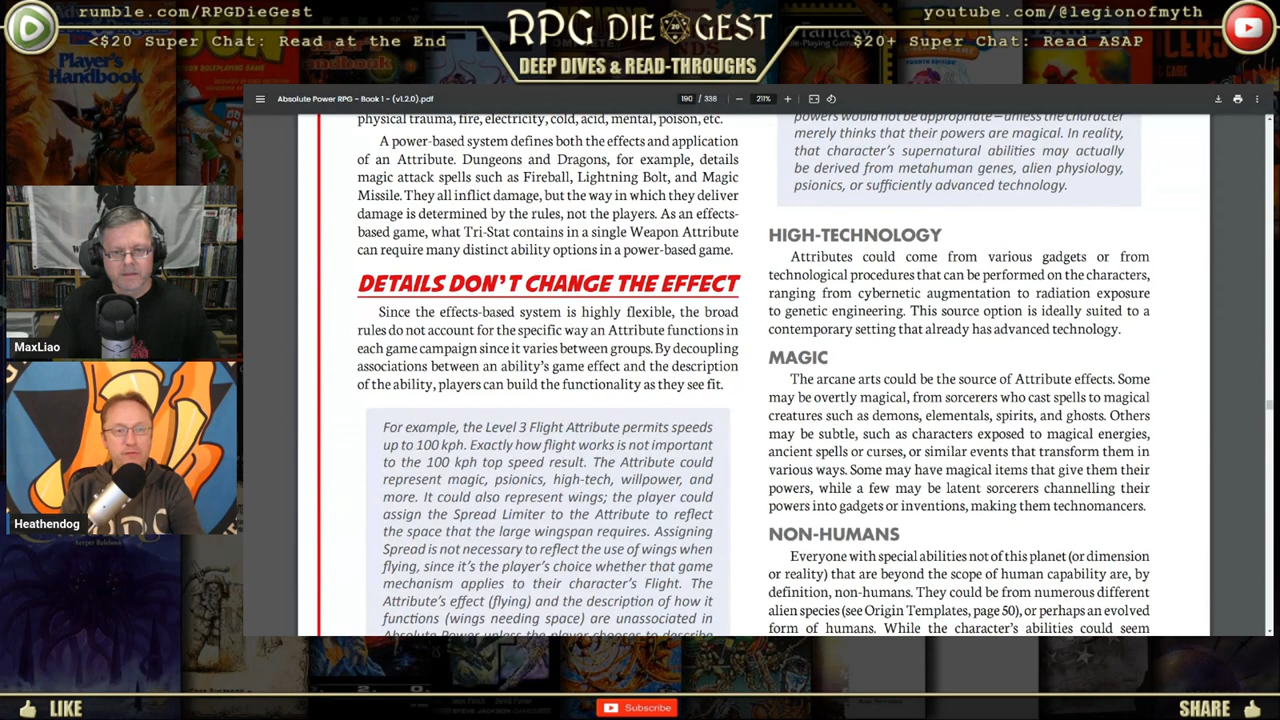 rumble.com/RPGDieGest
<$20 Super Chat: Read at the End
RPG DIE GEST
DEEP DIVES & READ-THROUGHS
youtube.com/@legionofmyth
$20+ Super Chat: Read ASAP
Player's
Handbook
Absolute Power RPG - Book 1 - (v1.2.0).pdf
190 / 338
211%
physical trauma, fire, electricity, cold, acid, mental, poison, etc.
A power-based system defines both the effects and application
of an Attribute. Dungeons and Dragons, for example, details
magic attack spells such as Fireball, Lightning Bolt, and Magic
Missile. They all inflict damage, but the way in which they deliver
damage is determined by the rules, not the players. As an effects-
based game, what Tri-Stat contains in a single Weapon Attribute
can require many distinct ability options in a power-based game.
DETAILS DON'T CHANGE THE EFFECT
Since the effects-based system is highly flexible, the broad
rules do not account for the specific way an Attribute functions in
each game campaign since it varies between groups. By decoupling
associations between an ability's game effect and the description
of the ability, players can build the functionality as they see fit.
For example, the Level 3 Flight Attribute permits speeds
up to 100 kph. Exactly how flight works is not important
to the 100 kph top speed result. The Attribute could
represent magic, psionics, high-tech, willpower, and
more. It could also represent wings; the player could
assign the Spread Limiter to the Attribute to reflect
the space that the large wingspan requires. Assigning
Spread is not necessary to reflect the use of wings when
flying, since it's the player's choice whether that game
mechanism applies to their character's Flight. The
Attribute's effect (flying) and the description of how it
functions (wings needing space) are unassociated in
Absolute Power unless the player chooses to describe
powers would not be appropriate – unless the character
merely thinks that their powers are magical. In reality,
that character's supernatural abilities may actually
be derived from metahuman genes, alien physiology,
psionics, or sufficiently advanced technology.
HIGH-TECHNOLOGY
Attributes could come from various gadgets or from
technological procedures that can be performed on the characters,
ranging from cybernetic augmentation to radiation exposure
to genetic engineering. This source option is ideally suited to a
contemporary setting that already has advanced technology.
MAGIC
The arcane arts could be the source of Attribute effects. Some
may be overtly magical, from sorcerers who cast spells to magical
creatures such as demons, elementals, spirits, and ghosts. Others
may be subtle, such as characters exposed to magical energies,
ancient spells or curses, or similar events that transform them in
various ways. Some may have magical items that give them their
powers, while a few may be latent sorcerers channelling their
powers into gadgets or inventions, making them technomancers.
NON-HUMANS
Everyone with special abilities not of this planet (or dimension
or reality) that are beyond the scope of human capability are, by
definition, non-humans. They could be from numerous different
alien species (see Origin Templates, page 50), or perhaps an evolved
form of humans. While the character's abilities could seem
MaxLiao
Heathendog
LIKE
Subscribe
SHARE